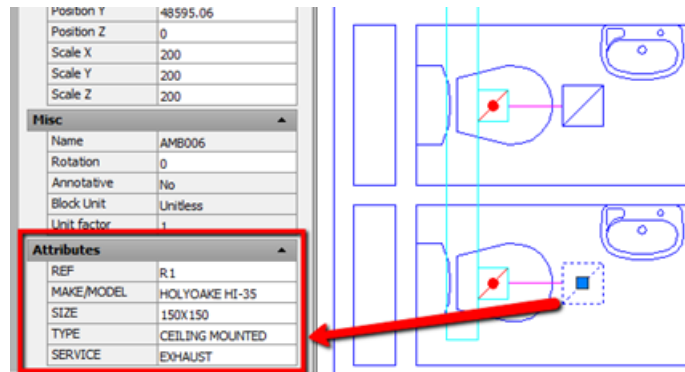 Position Y 48595.06
Position Z 0
Scale X 200
Scale Y 200
Scale Z 200
Misc
Name AMB006
Rotation 0
Annotative No
Block Unit Unitless
Unit factor 1
Attributes
REF R1
MAKE/MODEL HOLYOAKE HI-35
SIZE 150X150
TYPE CEILING MOUNTED
SERVICE EXHAUST